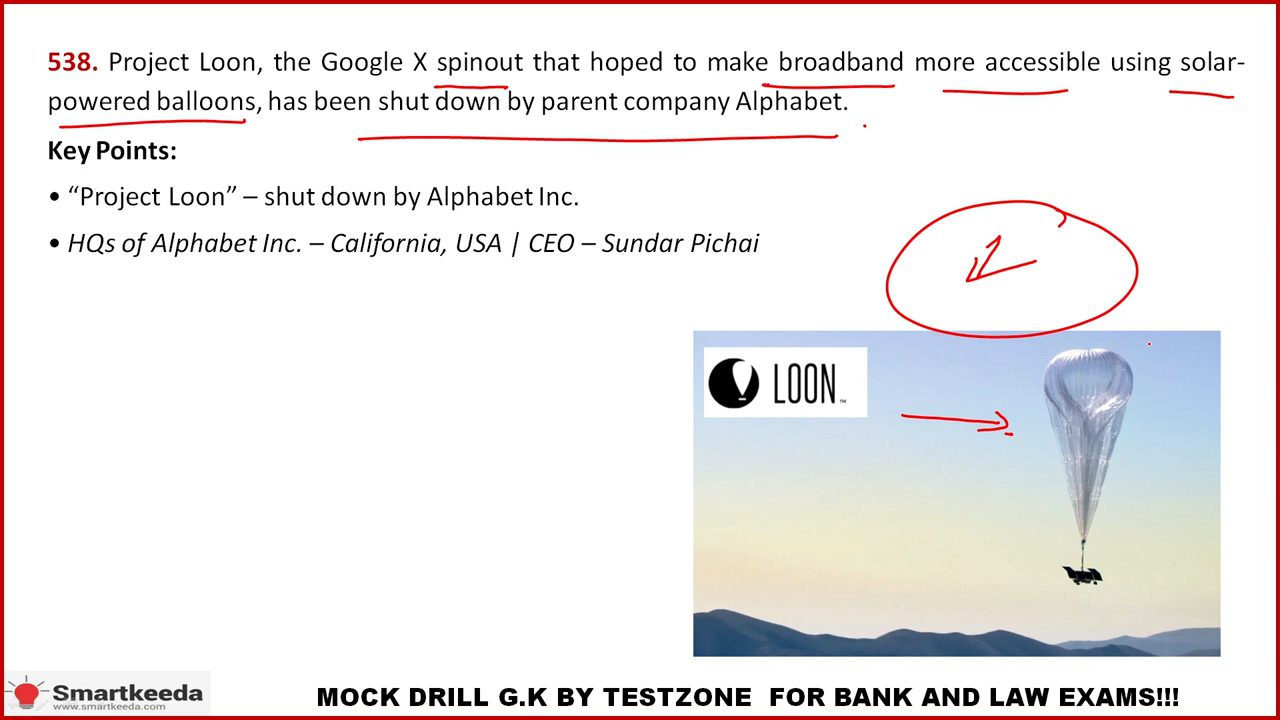 538. Project Loon, the Google X spinout that hoped to make broadband more accessible using solar-
powered balloons, has been shut down by parent company Alphabet.
Key Points:
• “Project Loon” – shut down by Alphabet Inc.
• HQs of Alphabet Inc. – California, USA | CEO – Sundar Pichai
LOON™
Smartkeeda
www.smartkeeda.com
MOCK DRILL G.K BY TESTZONE FOR BANK AND LAW EXAMS!!!